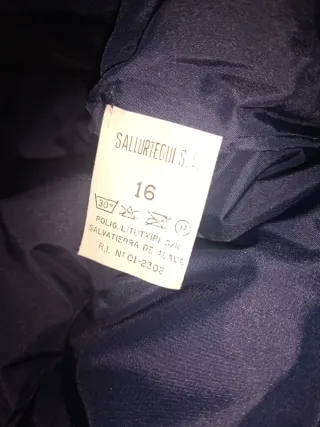 SALLURTEGUI S.
16
30°
POLIG. LITUTXIPI S/N
SALVATIERRA DE ALAVA
R.I. Nº 01-2302